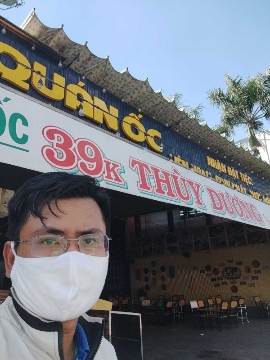 QUÁN ỐC
NHẬN ĐẶT TIỆC
ỐC 39K THÙY DƯƠNG